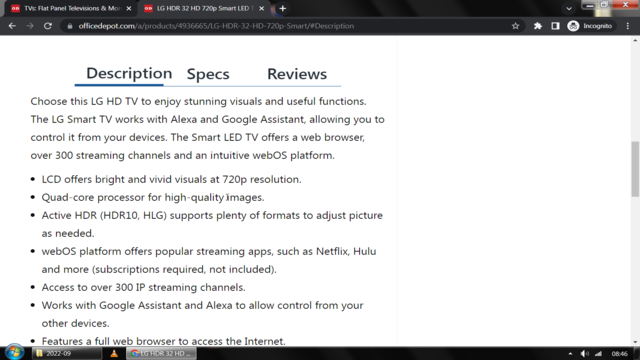 TVs: Flat Panel Televisions & Mon
LG HDR 32 HD 720p Smart LED T
officedepot.com/a/products/4936665/LG-HDR-32-HD-720p-Smart/#Description
Incognito
Description Specs Reviews
Choose this LG HD TV to enjoy stunning visuals and useful functions.
The LG Smart TV works with Alexa and Google Assistant, allowing you to
control it from your devices. The Smart LED TV offers a web browser,
over 300 streaming channels and an intuitive webOS platform.
• LCD offers bright and vivid visuals at 720p resolution.
• Quad-core processor for high-quality images.
• Active HDR (HDR10, HLG) supports plenty of formats to adjust picture
as needed.
• webOS platform offers popular streaming apps, such as Netflix, Hulu
and more (subscriptions required, not included).
• Access to over 300 IP streaming channels.
• Works with Google Assistant and Alexa to allow control from your
other devices.
• Features a full web browser to access the Internet.
2022-09
LG HDR 32 HD ...
08:46